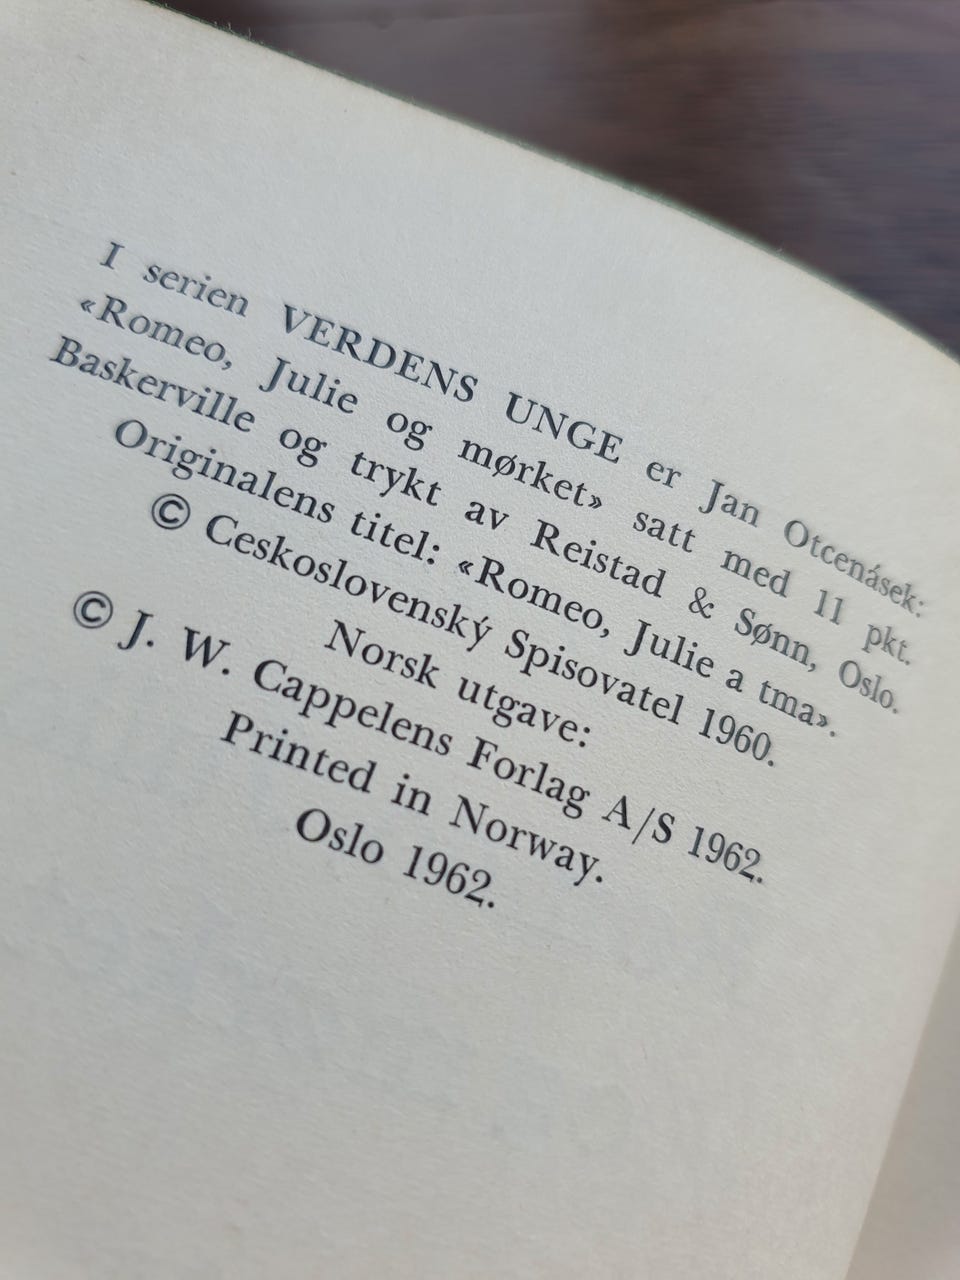 I serien VERDENS UNGE er Jan Otcenásek:
«Romeo, Julie og mørket» satt med 11 pkt.
Baskerville og trykt av Reistad & Sønn, Oslo.
Originalens titel: «Romeo, Julie a tma».
© Ceskoslovenský Spisovatel 1960.
Norsk utgave:
© J. W. Cappelens Forlag A/S 1962.
Printed in Norway.
Oslo 1962.